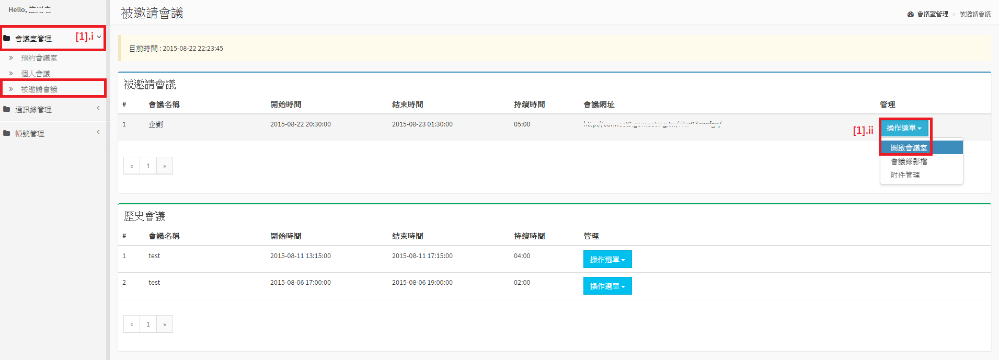 Hello,
會議室管理 [1].i
預約會議室
個人會議
被邀請會議
通訊錄管理
帳號管理
被邀請會議
會議室管理 > 被邀請會議
目前時間 : 2015-08-22 22:23:45
被邀請會議
# 會議名稱 開始時間 結束時間 持續時間 會議網址 管理
1 企劃 2015-08-22 20:30:00 2015-08-23 01:30:00 05:00
[1].ii 操作選單
開啟會議室
會議錄影檔
附件管理
« 1 »
歷史會議
# 會議名稱 開始時間 結束時間 持續時間 管理
1 test 2015-08-11 13:15:00 2015-08-11 17:15:00 04:00 操作選單
2 test 2015-08-06 17:00:00 2015-08-06 19:00:00 02:00 操作選單
« 1 »